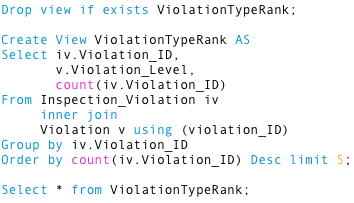 Drop view if exists ViolationTypeRank;
Create View ViolationTypeRank AS
Select iv.Violation_ID,
v.Violation_Level,
count(iv.Violation_ID)
From Inspection_Violation iv
inner join
Violation v using (violation_ID)
Group by iv.Violation_ID
Order by count(iv.Violation_ID) Desc limit 5;
Select * from ViolationTypeRank;